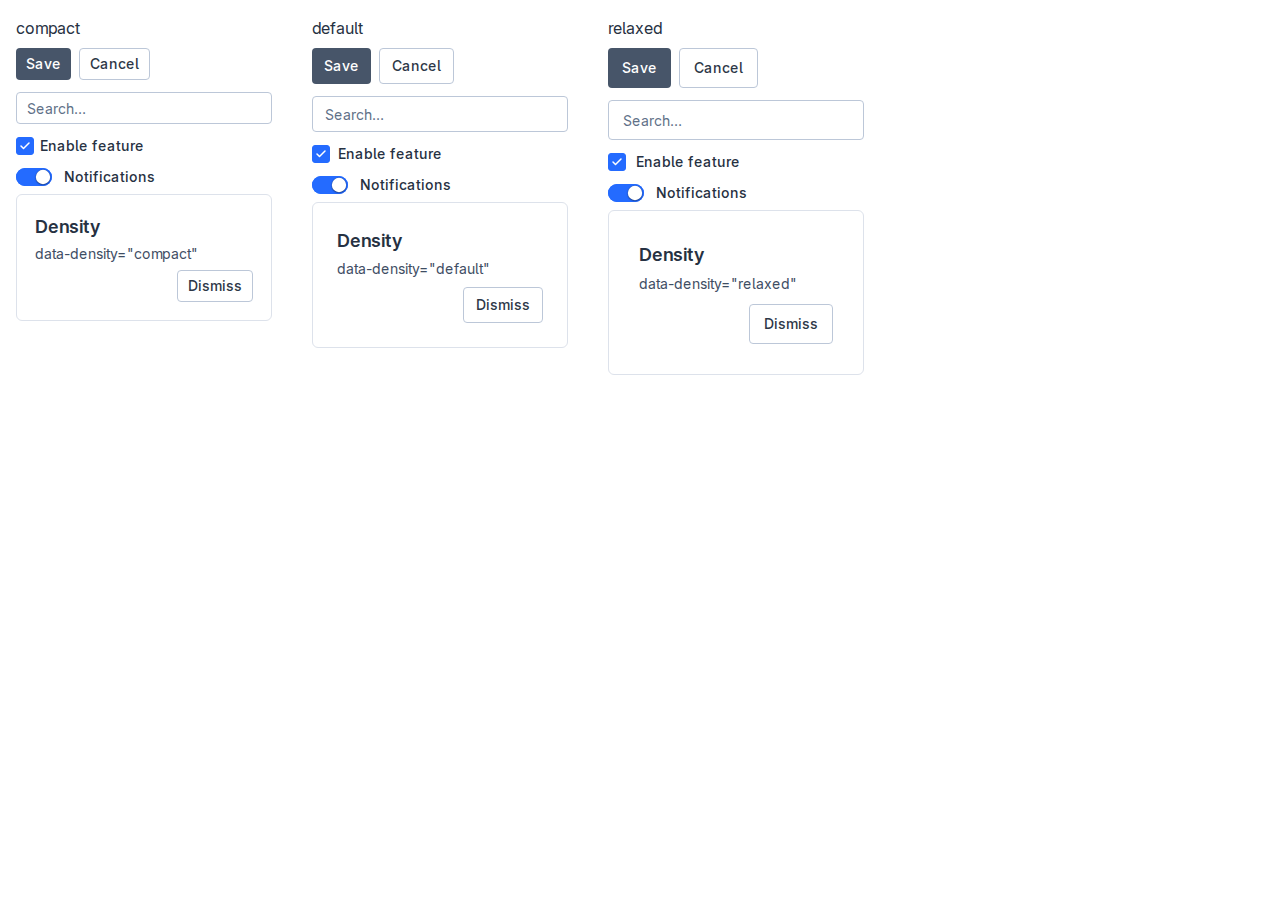 compact
Save
Cancel
Search...
Enable feature
Notifications
Density
data-density="compact"
Dismiss
default
Save
Cancel
Search...
Enable feature
Notifications
Density
data-density="default"
Dismiss
relaxed
Save
Cancel
Search...
Enable feature
Notifications
Density
data-density="relaxed"
Dismiss